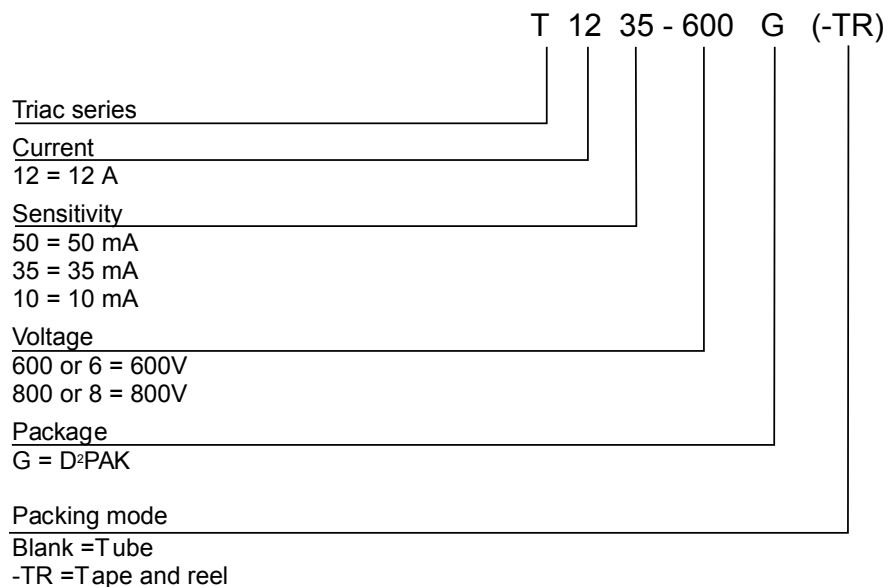 T 12 35 - 600 G (-TR)
Triac series
Current
12 = 12 A
Sensitivity
50 = 50 mA
35 = 35 mA
10 = 10 mA
Voltage
600 or 6 = 600V
800 or 8 = 800V
Package
G = D²PAK
Packing mode
Blank =Tube
-TR =Tape and reel